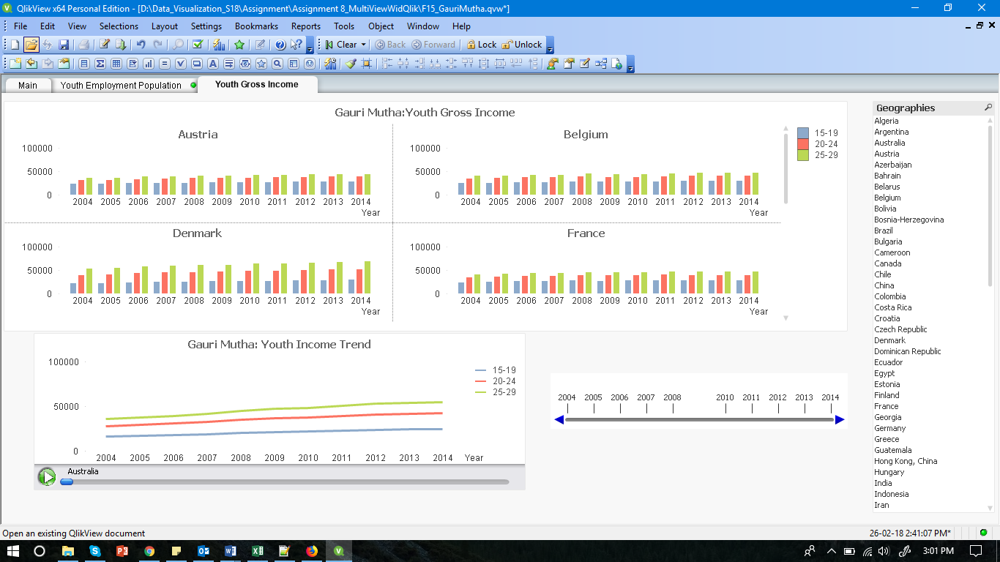 QlikView x64 Personal Edition - [D:\Data_Visualization_S18\Assignment\Assignment 8_MultiViewWidQlik\F15_GauriMutha.qvw*]
File Edit View Selections Layout Settings Bookmarks Reports Tools Object Window Help
Clear Back Forward Lock Unlock
Main Youth Employment Population Youth Gross Income
Gauri Mutha:Youth Gross Income
15-19
20-24
25-29
Austria
100000
50000
0
2004 2005 2006 2007 2008 2009 2010 2011 2012 2013 2014
Year
Belgium
100000
50000
0
2004 2005 2006 2007 2008 2009 2010 2011 2012 2013 2014
Year
Denmark
100000
50000
0
2004 2005 2006 2007 2008 2009 2010 2011 2012 2013 2014
Year
France
100000
50000
0
2004 2005 2006 2007 2008 2009 2010 2011 2012 2013 2014
Year
Gauri Mutha: Youth Income Trend
100000
50000
0
15-19
20-24
25-29
2004 2005 2006 2007 2008 2009 2010 2011 2012 2013 2014 Year
Australia
2004 2005 2006 2007 2008 2010 2011 2012 2013 2014
Geographies
Algeria
Argentina
Australia
Austria
Azerbaijan
Bahrain
Belarus
Belgium
Bolivia
Bosnia-Herzegovina
Brazil
Bulgaria
Cameroon
Canada
Chile
China
Colombia
Costa Rica
Croatia
Czech Republic
Denmark
Dominican Republic
Ecuador
Egypt
Estonia
Finland
France
Georgia
Germany
Greece
Guatemala
Hong Kong, China
Hungary
India
Indonesia
Iran
Open an existing QlikView document 26-02-18 2:41:07 PM*
3:01 PM